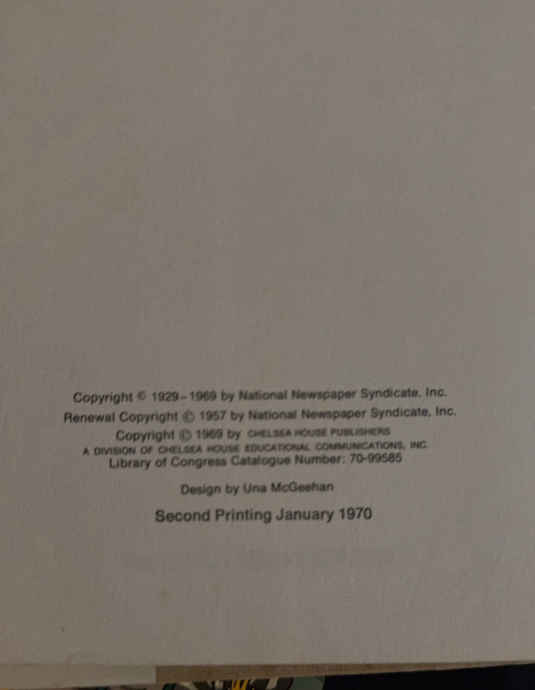 Copyright © 1929–1969 by National Newspaper Syndicate, Inc.
Renewal Copyright © 1957 by National Newspaper Syndicate, Inc.
Copyright © 1969 by CHELSEA HOUSE PUBLISHERS
A DIVISION OF CHELSEA HOUSE EDUCATIONAL COMMUNICATIONS, INC.
Library of Congress Catalogue Number: 70-99585
Design by Una McGeehan
Second Printing January 1970